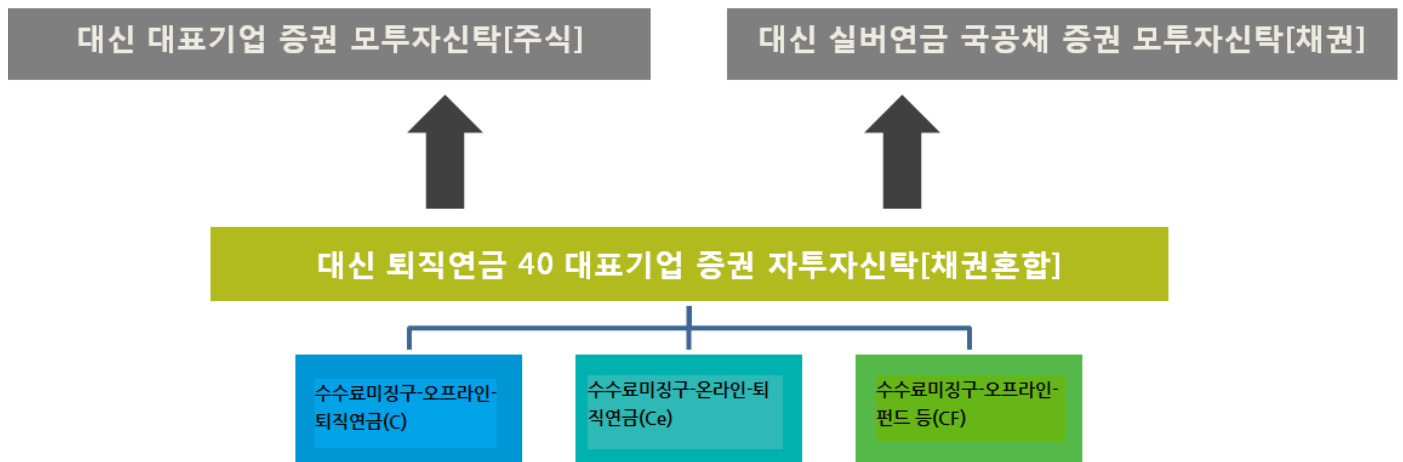 대신 대표기업 증권 모투자신탁[주식]
대신 실버연금 국공채 증권 모투자신탁[채권]
대신 퇴직연금 40 대표기업 증권 자투자신탁[채권혼합]
수수료미징구-오프라인-
퇴직연금(C)
수수료미징구-온라인-퇴
직연금(Ce)
수수료미징구-오프라인-
펀드 등(CF)